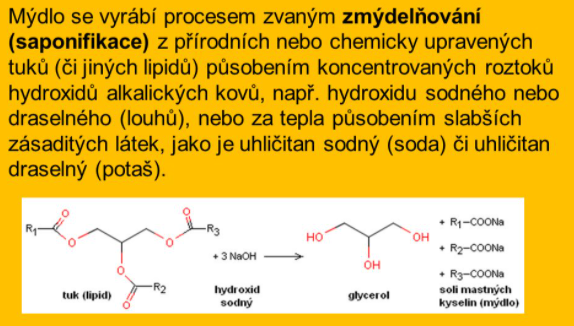 Mýdlo se vyrábí procesem zvaným zmýdelňování
(saponifikace) z přírodních nebo chemicky upravených
tuků (či jiných lipidů) působením koncentrovaných roztoků
hydroxidů alkalických kovů, např. hydroxidu sodného nebo
draselného (louhů), nebo za tepla působením slabších
zásaditých látek, jako je uhličitan sodný (soda) či uhličitan
draselný (potaš).
R₁ O O O R₃ O HO OH + R₁-COONa
O O R₂ + 3 NaOH OH + R₂-COONa
+ R₃-COONa
tuk (lipid) hydroxid sodný glycerol soli mastných kyselin (mýdlo)